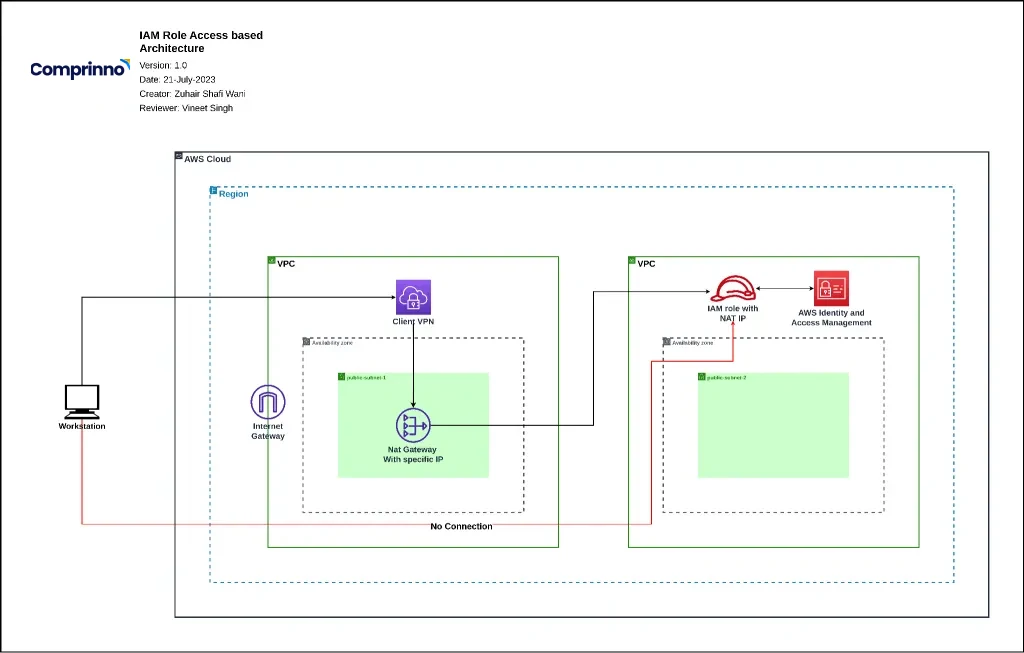 IAM Role Access based
Architecture
Comprinno
Version: 1.0
Date: 21-July-2023
Creator: Zuhair Shafi Wani
Reviewer: Vineet Singh
AWS Cloud
Region
VPC
VPC
Client VPN
IAM role with
NAT IP
AWS Identity and
Access Management
Availability zone
Availability zone
public-subnet-1
public-subnet-2
Workstation
Internet
Gateway
Nat Gateway
With specific IP
No Connection